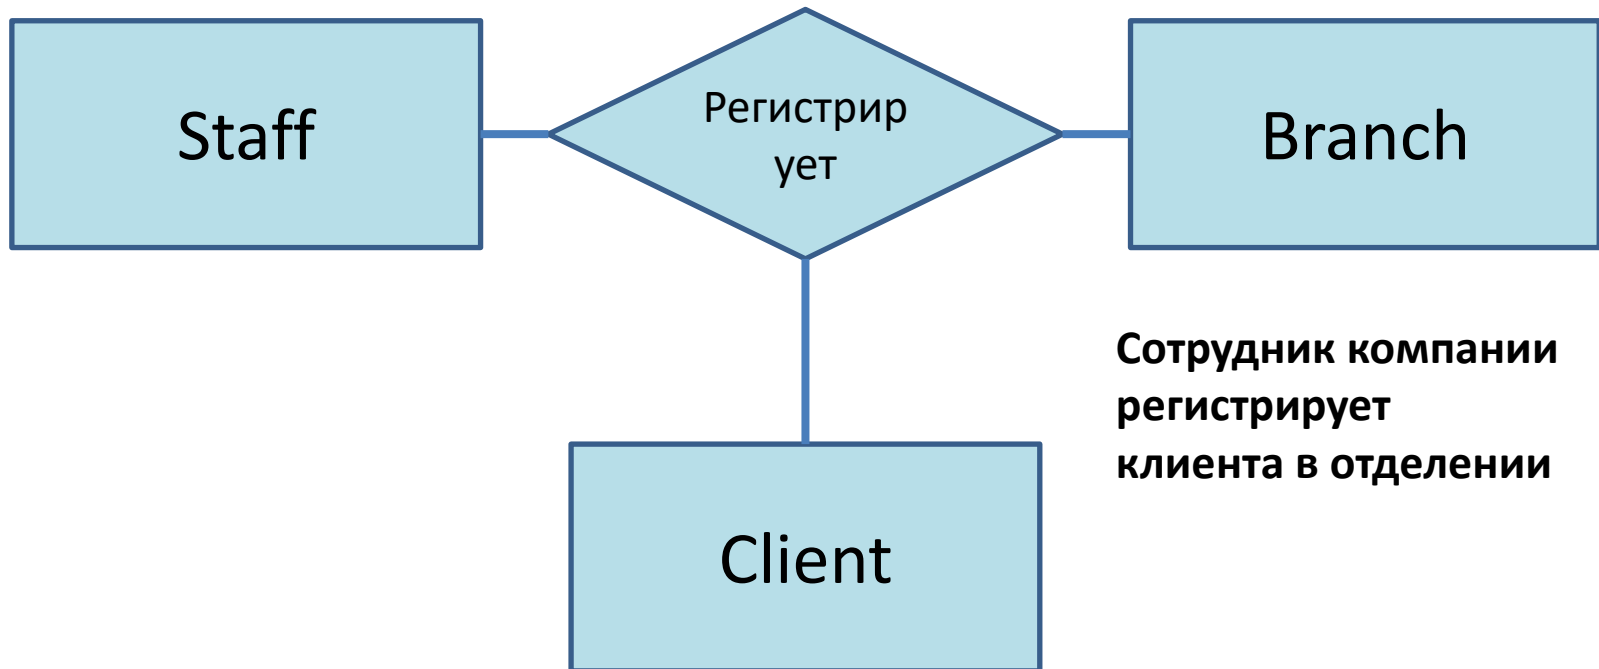 Staff
Регистрир
ует
Branch
Сотрудник компании
регистрирует
клиента в отделении
Client